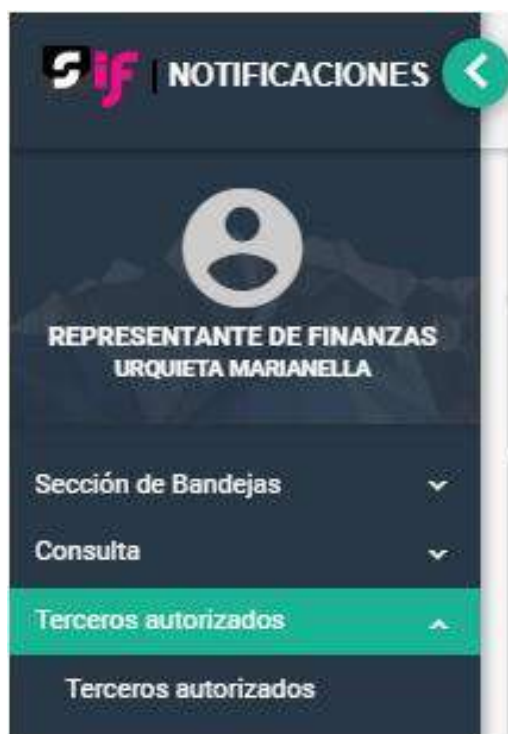 sif | NOTIFICACIONES
REPRESENTANTE DE FINANZAS
URQUIETA MARIANELLA
Sección de Bandejas
Consulta
Terceros autorizados
Terceros autorizados